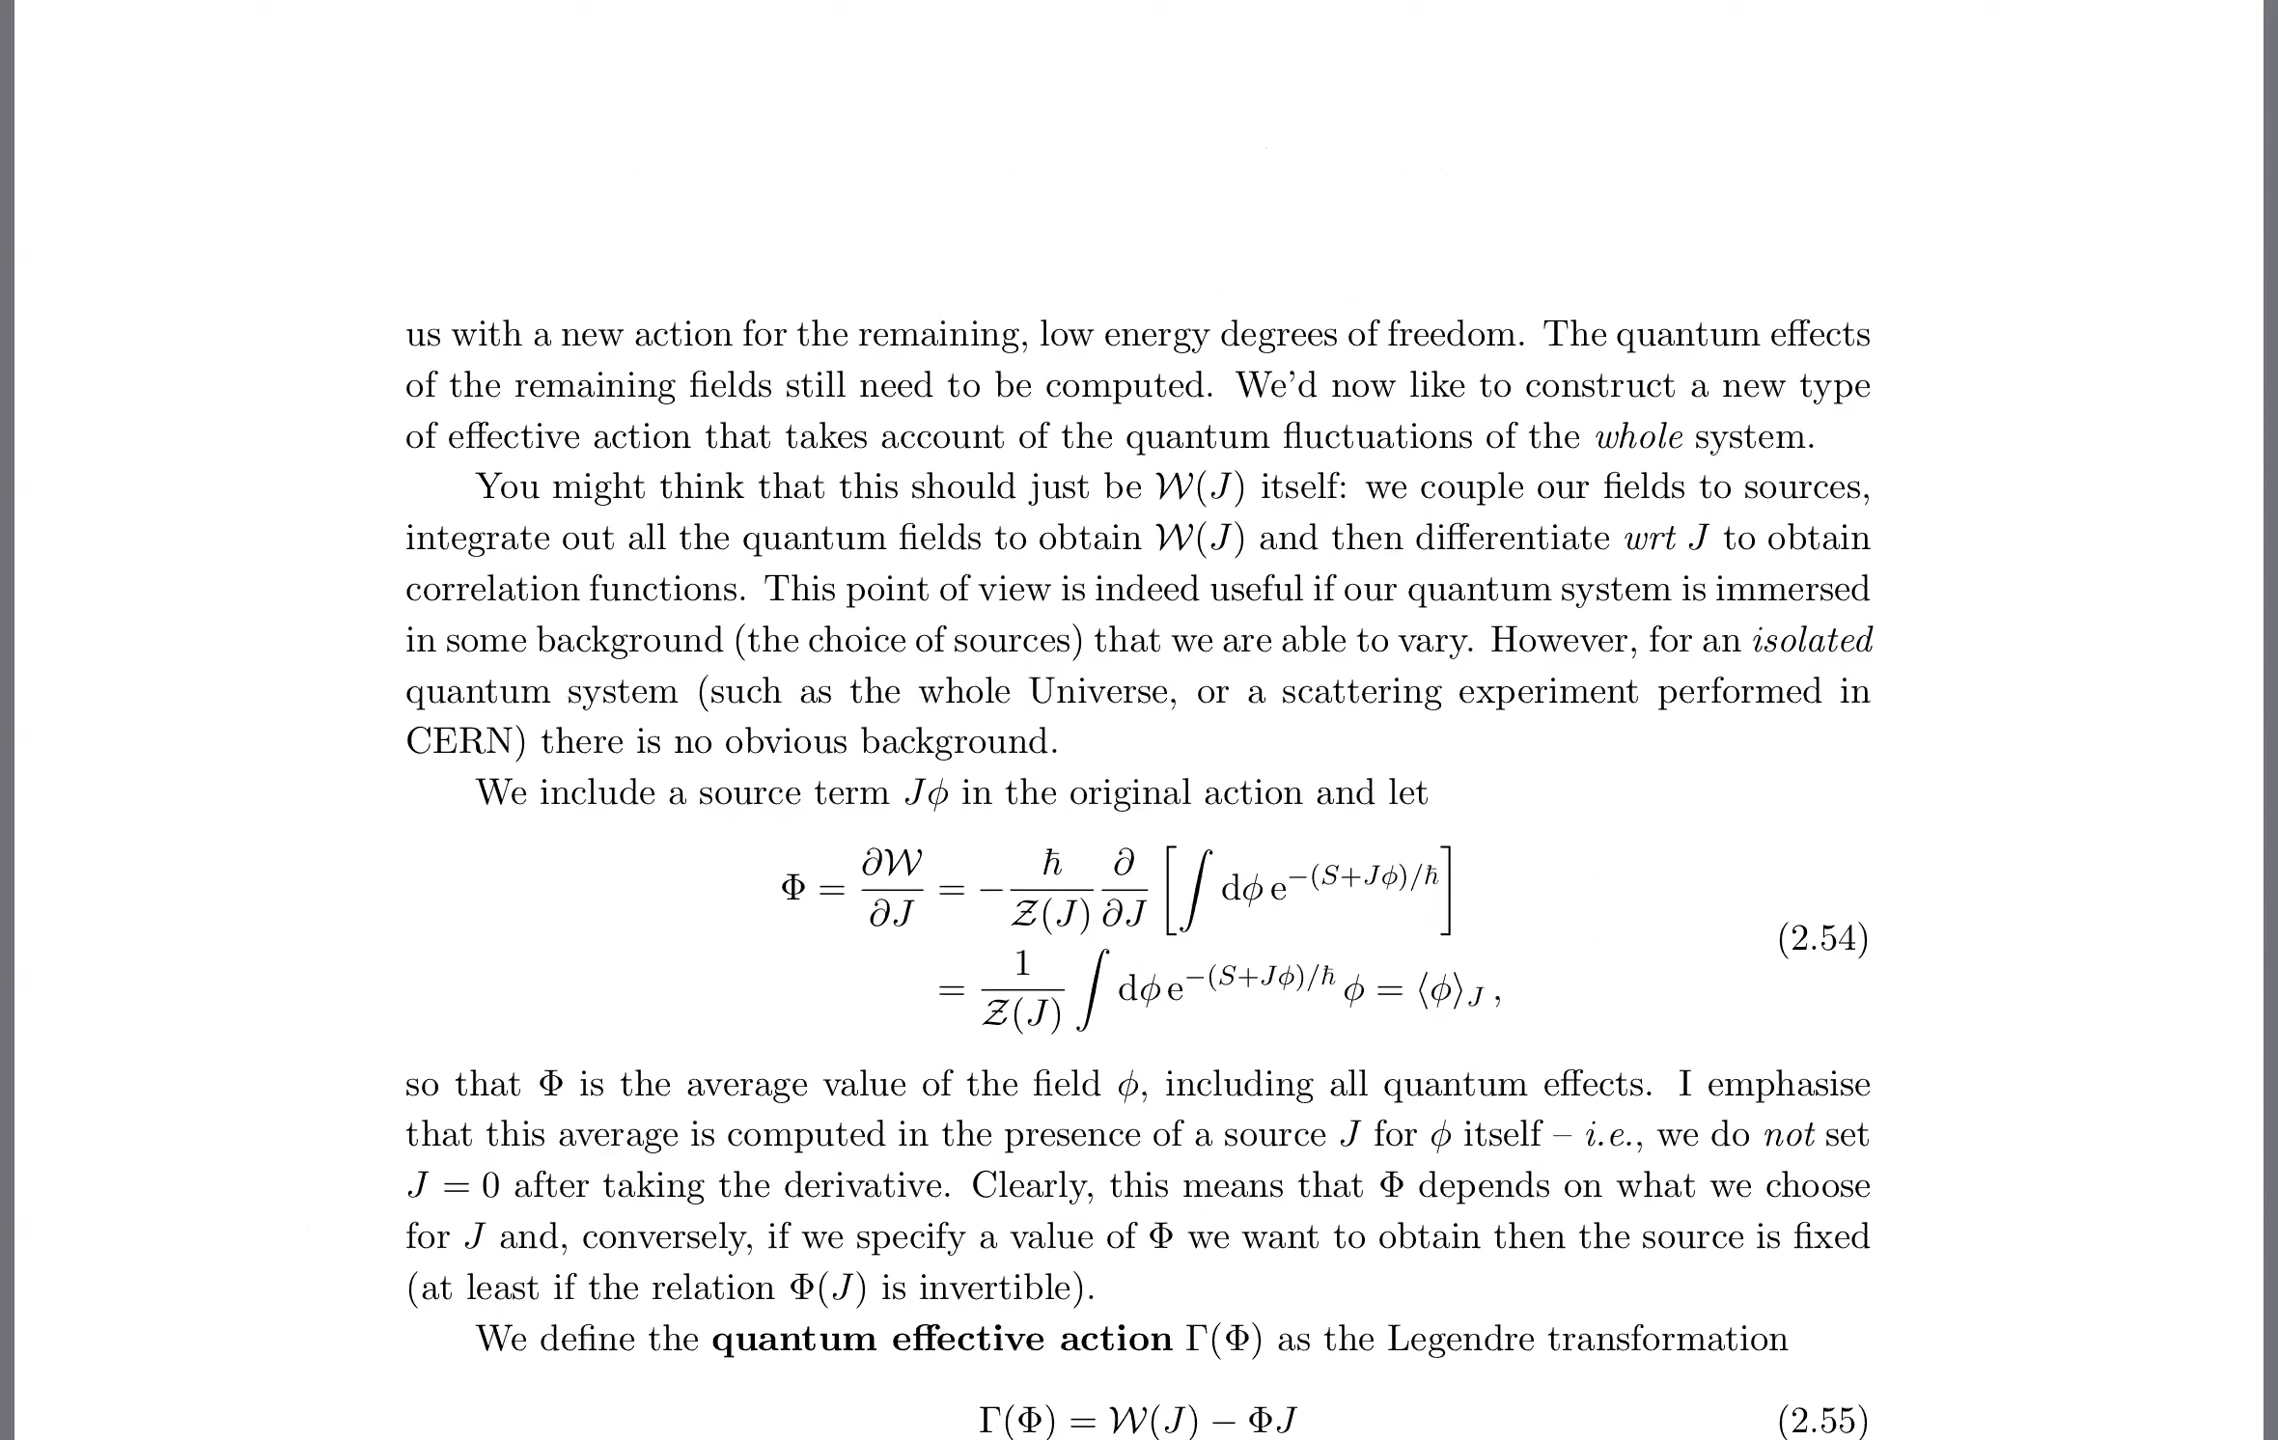 us with a new action for the remaining, low energy degrees of freedom. The quantum effects
of the remaining fields still need to be computed. We'd now like to construct a new type
of effective action that takes account of the quantum fluctuations of the whole system.
You might think that this should just be 𝒲(J) itself: we couple our fields to sources,
integrate out all the quantum fields to obtain 𝒲(J) and then differentiate wrt J to obtain
correlation functions. This point of view is indeed useful if our quantum system is immersed
in some background (the choice of sources) that we are able to vary. However, for an isolated
quantum system (such as the whole Universe, or a scattering experiment performed in
CERN) there is no obvious background.
We include a source term Jϕ in the original action and let
Φ = ∂𝒲/∂J = −ħ/𝒵(J) ∂/∂J [∫ dϕ e^{−(S+Jϕ)/ħ}]
= 1/𝒵(J) ∫ dϕ e^{−(S+Jϕ)/ħ} ϕ = ⟨ϕ⟩_J ,
(2.54)
so that Φ is the average value of the field ϕ, including all quantum effects. I emphasise
that this average is computed in the presence of a source J for ϕ itself – i.e., we do not set
J = 0 after taking the derivative. Clearly, this means that Φ depends on what we choose
for J and, conversely, if we specify a value of Φ we want to obtain then the source is fixed
(at least if the relation Φ(J) is invertible).
We define the quantum effective action Γ(Φ) as the Legendre transformation
Γ(Φ) = 𝒲(J) − ΦJ (2.55)